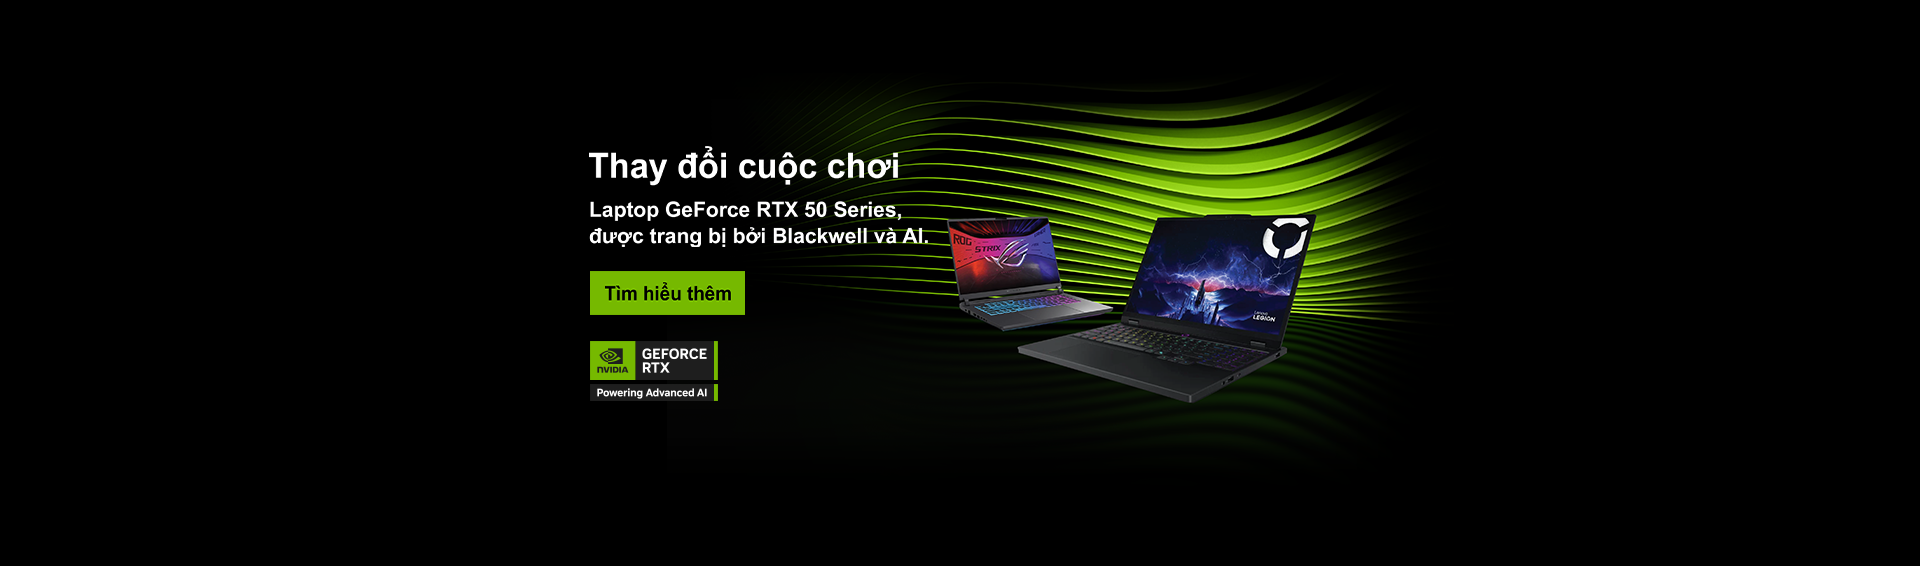 Thay đổi cuộc chơi
Laptop GeForce RTX 50 Series,
được trang bị bởi Blackwell và AI.
Tìm hiểu thêm
NVIDIA
GEFORCE
RTX
Powering Advanced AI
ROG
STRIX
Lenovo
LEGION